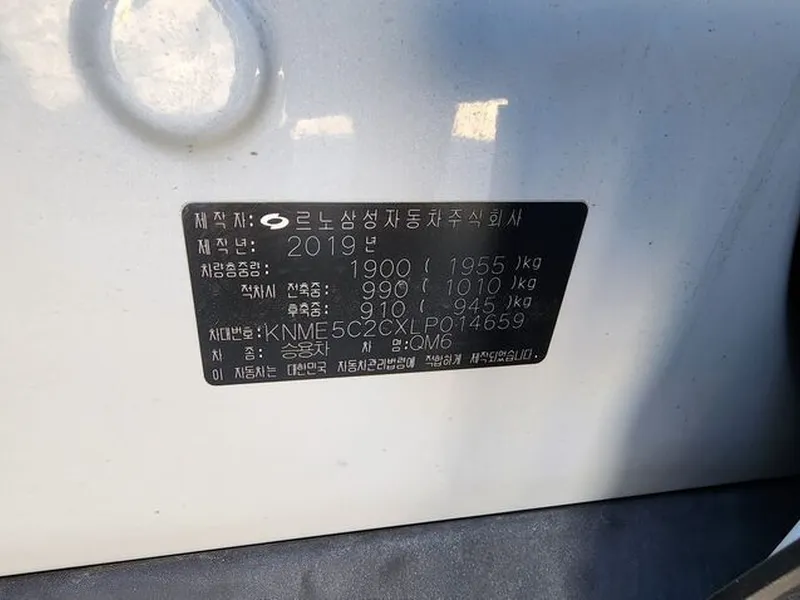 제 작 자: 르노삼성자동차주식회사
제 작 년: 2019 년
차량총중량: 1900 ( 1955 )kg
적차시 전축중: 990 ( 1010 )kg
후축중: 910 ( 945 )kg
차대번호: KNME5C2CXLP014659
차 종: 승용차 차 명: QM6
이 자동차는 대한민국 자동차관리법령에 적합하게 제작되었습니다.